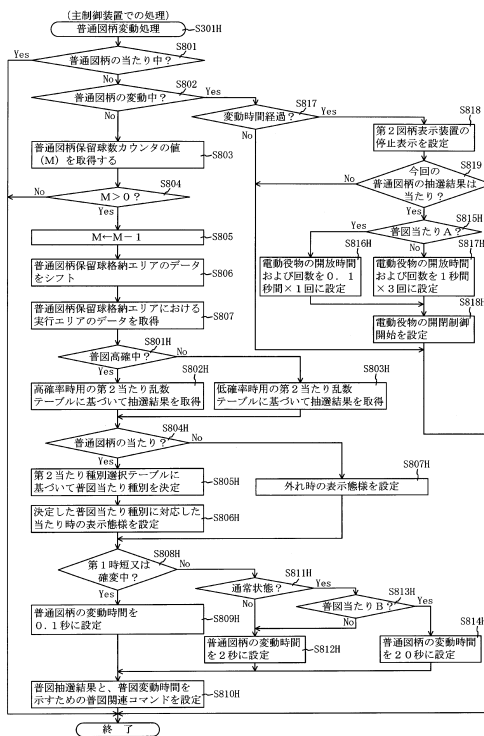 (主制御装置での処理)
普通図柄変動処理
S301H
S801
普通図柄の当たり中?
Yes
No
S802
普通図柄の変動中?
Yes
No
S817
変動時間経過?
Yes
No
S818
第2図柄表示装置の
停止表示を設定
S803
普通図柄保留球数カウンタの値
(M)を取得する
S819
今回の
普通図柄の抽選結果は
当たり?
No
Yes
S804
M>0?
No
Yes
S815H
普図当たりA?
Yes
No
S805
M←M-1
S816H
電動役物の開放時間
および回数を0.1
秒間×1回に設定
S817H
電動役物の開放時間
および回数を1秒間
×3回に設定
S806
普通図柄保留球格納エリアのデータ
をシフト
S818H
電動役物の開閉制御
開始を設定
S807
普通図柄保留球格納エリアにおける
実行エリアのデータを取得
S801H
普図高確中?
Yes
No
S802H
高確率時用の第2当たり乱数
テーブルに基づいて抽選結果を取得
S803H
低確率時用の第2当たり乱数
テーブルに基づいて抽選結果を取得
S804H
普通図柄の当たり?
Yes
No
S805H
第2当たり種別選択テーブルに
基づいて普図当たり種別を決定
S807H
外れ時の表示態様を設定
S806H
決定した普図当たり種別に対応した
当たり時の表示態様を設定
S808H
第1時短又は
確変中?
Yes
No
S811H
通常状態?
Yes
No
S813H
普図当たりB?
Yes
No
S809H
普通図柄の変動時間を
0.1秒に設定
S812H
普通図柄の変動時間
を2秒に設定
S814H
普通図柄の変動時間
を20秒に設定
S810H
普図抽選結果と、普図変動時間を
示すための普図関連コマンドを設定
終了